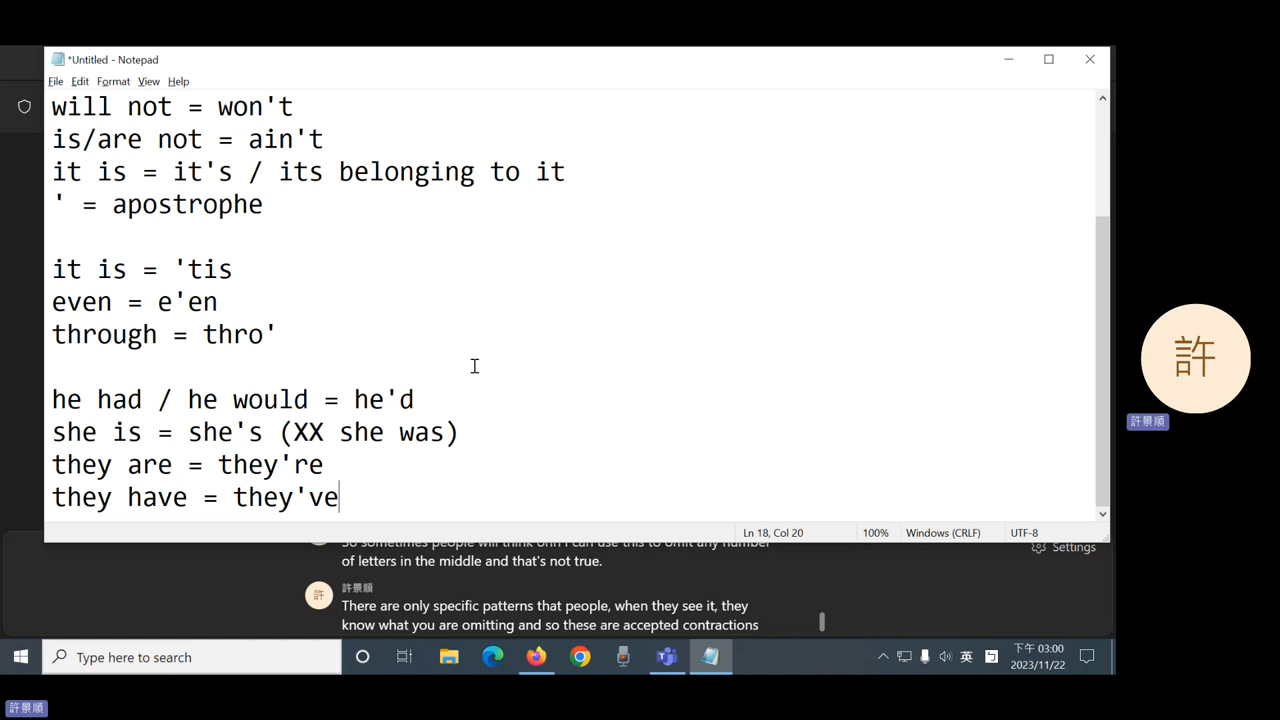 *Untitled - Notepad
File Edit Format View Help
will not = won't
is/are not = ain't
it is = it's / its belonging to it
' = apostrophe
it is = 'tis
even = e'en
through = thro'
he had / he would = he'd
she is = she's (XX she was)
they are = they're
they have = they've
Ln 18, Col 20 100% Windows (CRLF) UTF-8
of letters in the middle and that's not true.
Settings
許
許景順
There are only specific patterns that people, when they see it, they
know what you are omitting and so these are accepted contractions
許
許景順
Type here to search
英
下午 03:00
2023/11/22
許景順